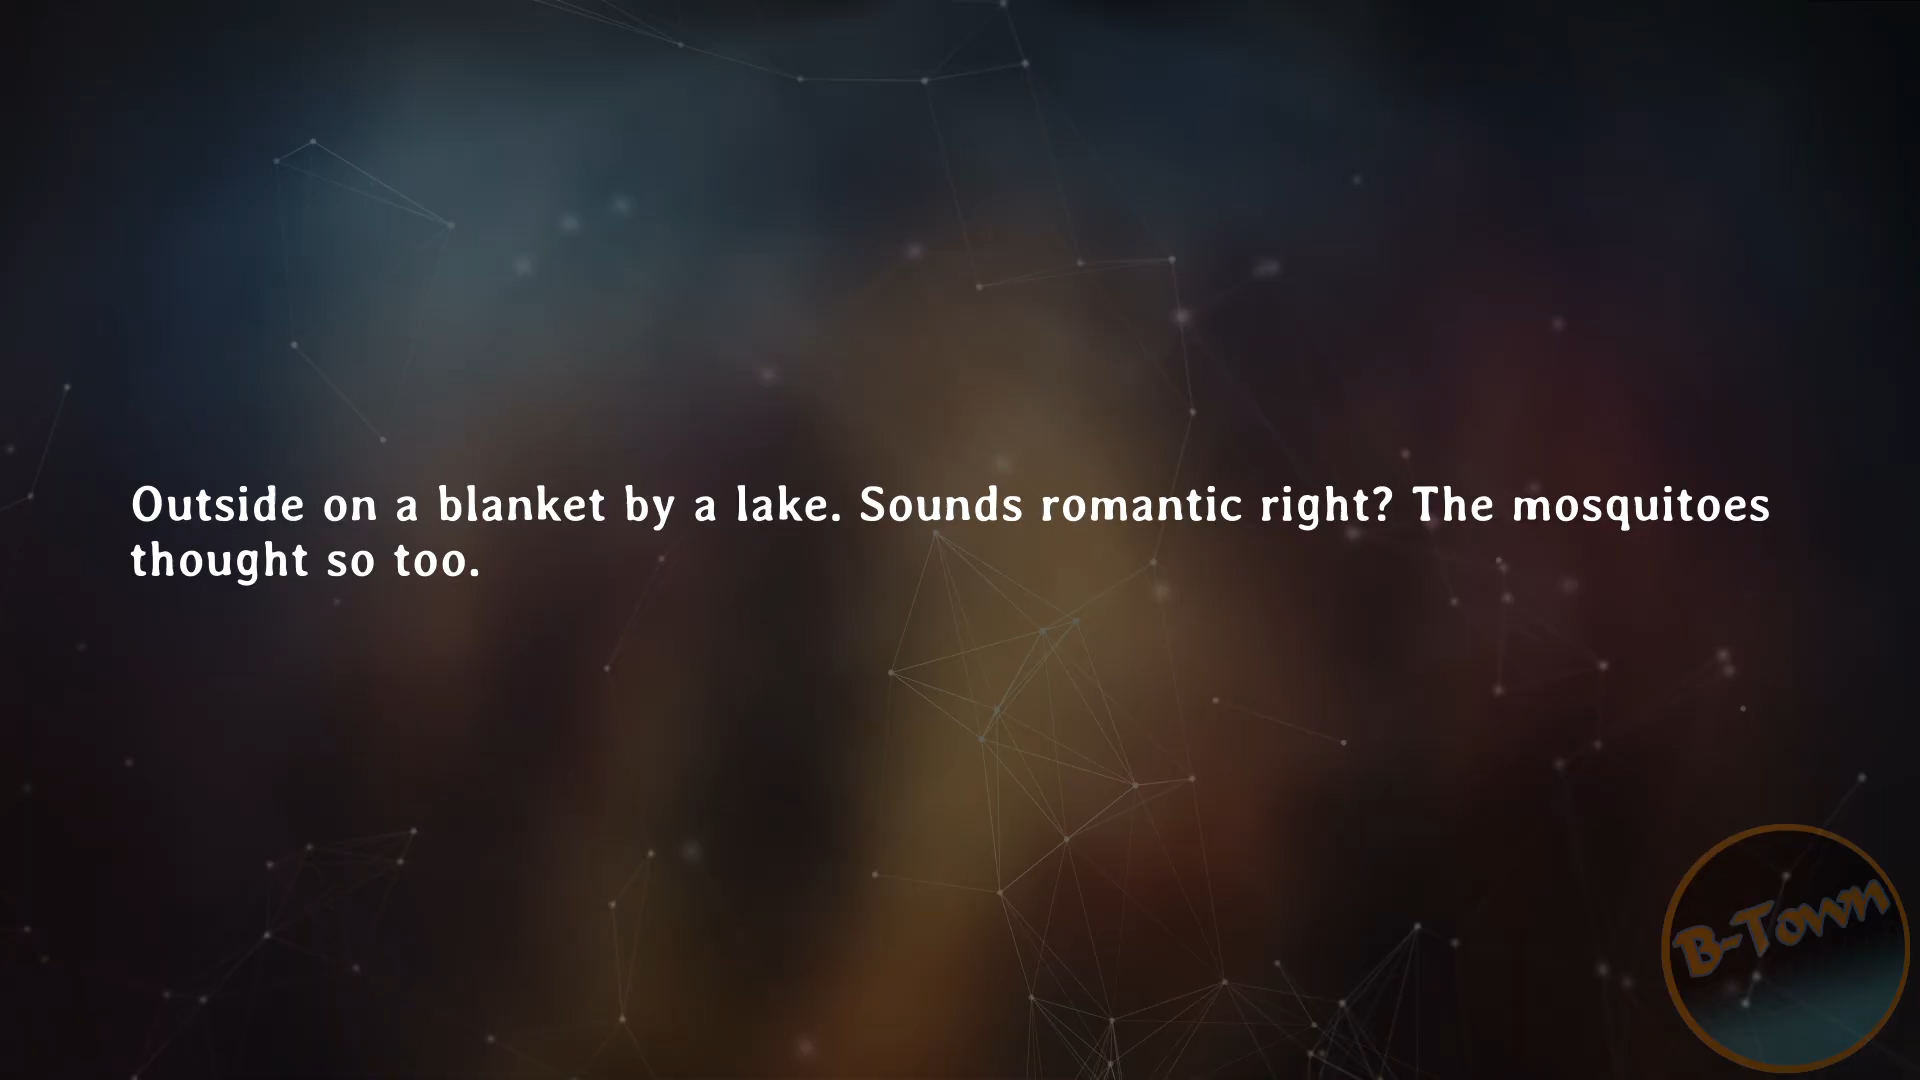 Outside on a blanket by a lake. Sounds romantic right? The mosquitoes
thought so too.
B-Town